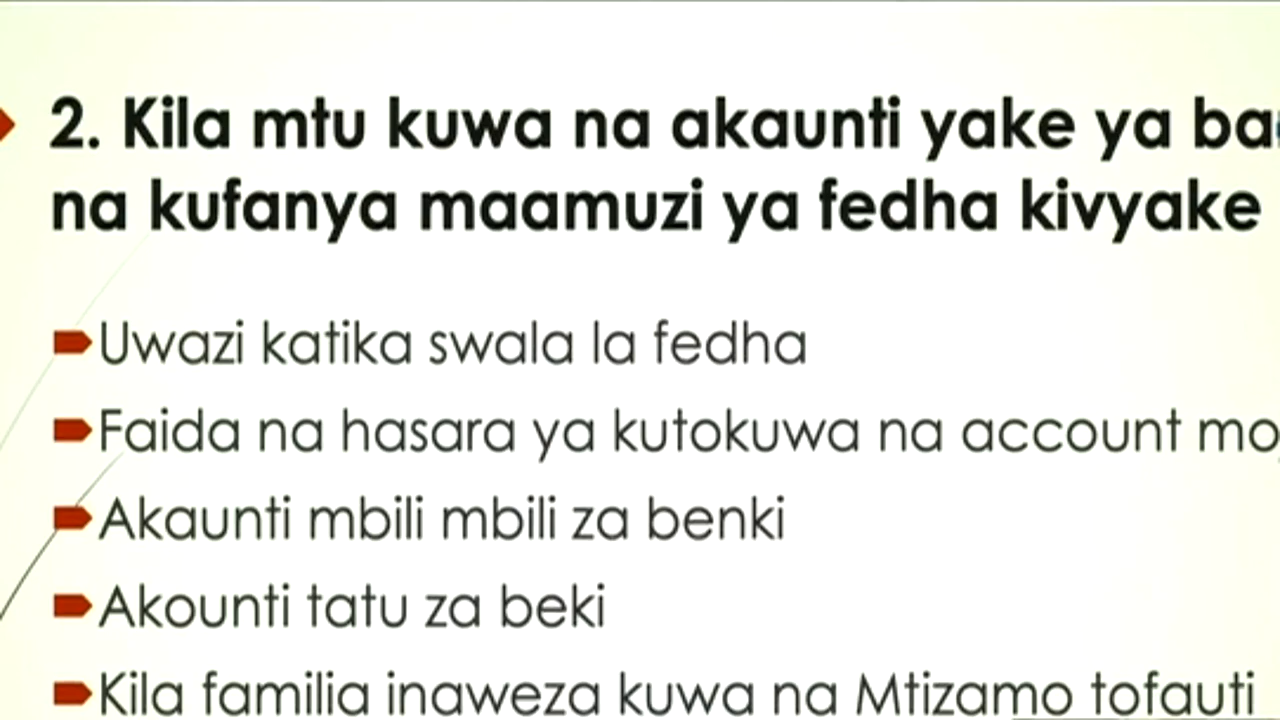 2. Kila mtu kuwa na akaunti yake ya
na kufanya maamuzi ya fedha kivyake
Uwazi katika swala la fedha
Faida na hasara ya kutokuwa na account
Akaunti mbili mbili za benki
Akounti tatu za beki
Kila familia inaweza kuwa na Mtizamo tofauti